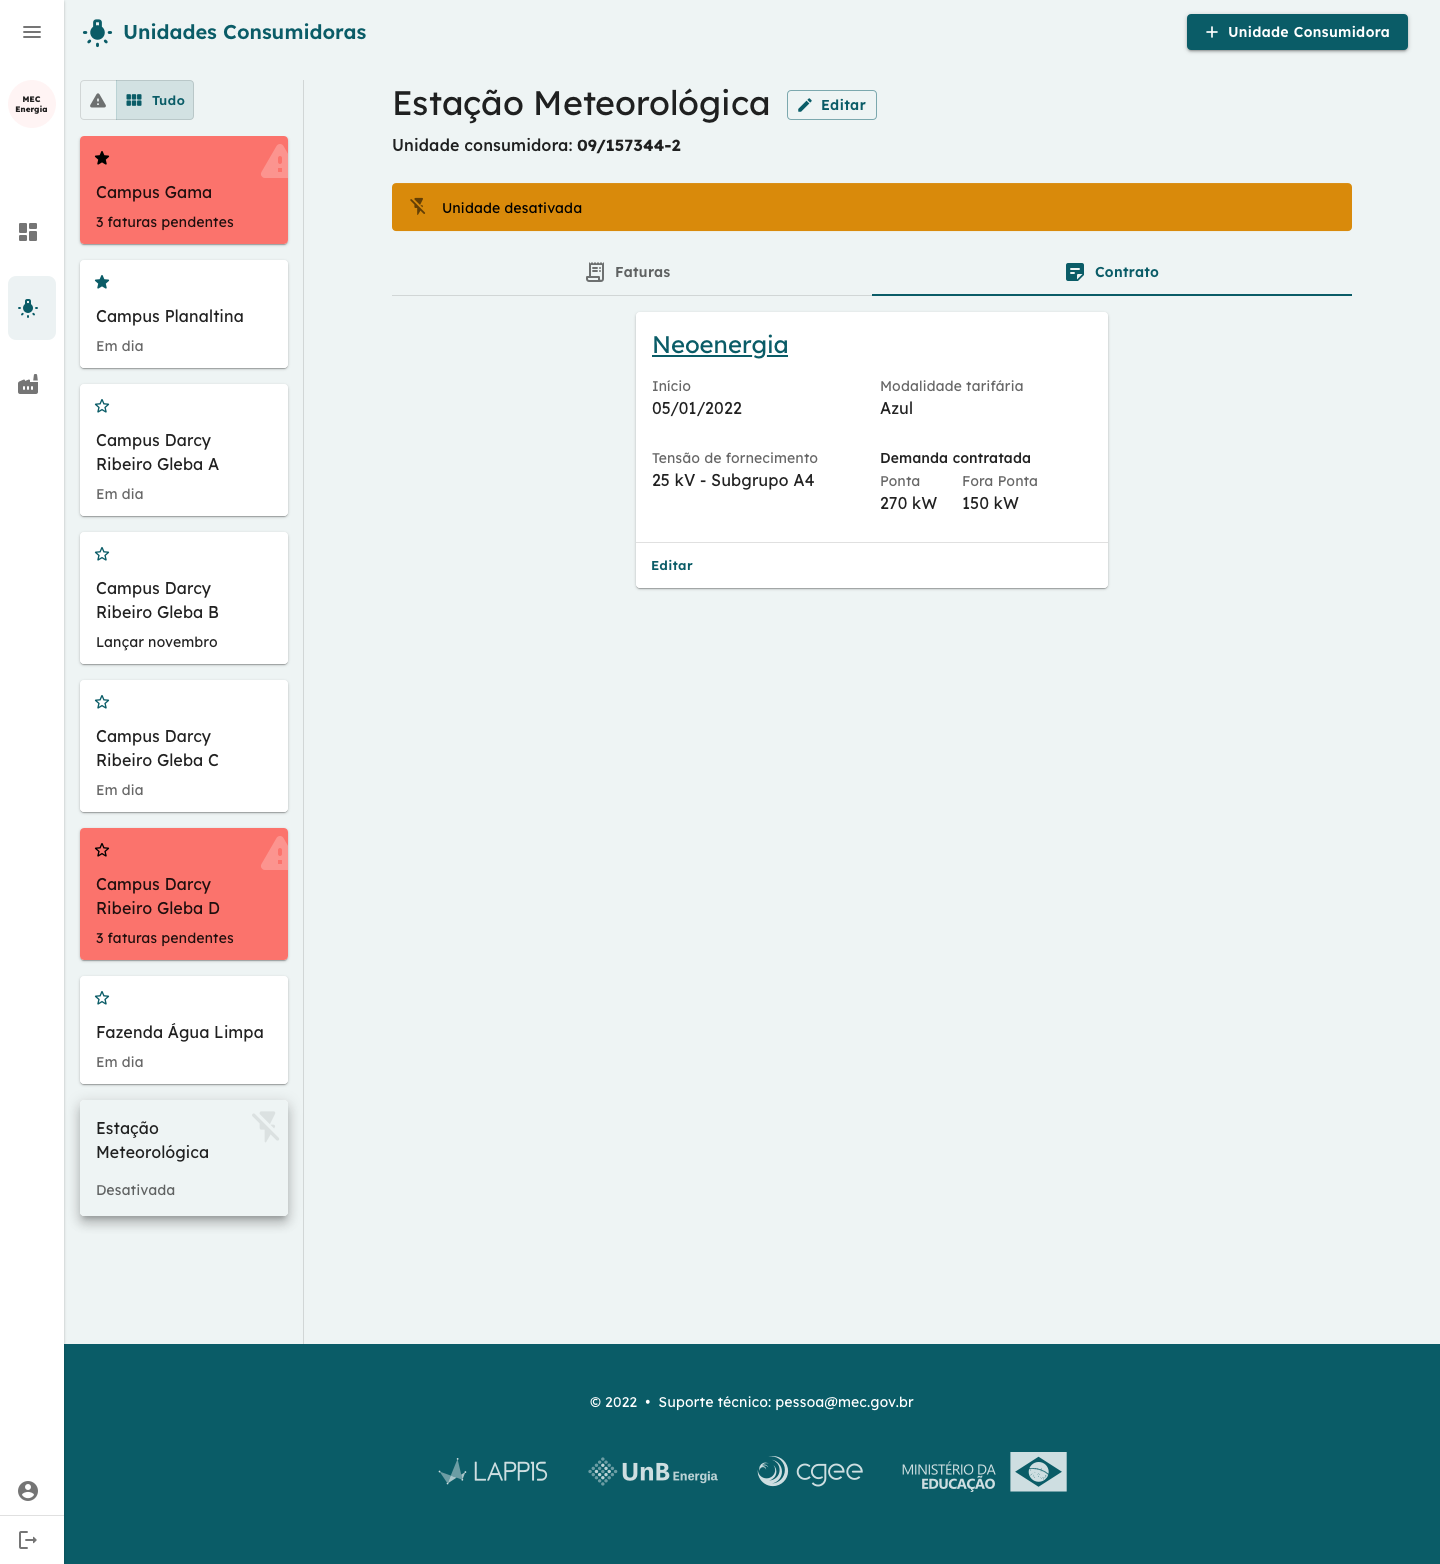 Unidades Consumidoras
Unidade Consumidora
MEC
Energia
Tudo
Campus Gama
3 faturas pendentes
Campus Planaltina
Em dia
Campus Darcy
Ribeiro Gleba A
Em dia
Campus Darcy
Ribeiro Gleba B
Lançar novembro
Campus Darcy
Ribeiro Gleba C
Em dia
Campus Darcy
Ribeiro Gleba D
3 faturas pendentes
Fazenda Água Limpa
Em dia
Estação
Meteorológica
Desativada
Estação Meteorológica
Editar
Unidade consumidora: 09/157344-2
Unidade desativada
Faturas
Contrato
Neoenergia
Início
05/01/2022
Modalidade tarifária
Azul
Tensão de fornecimento
25 kV - Subgrupo A4
Demanda contratada
Ponta
270 kW
Fora Ponta
150 kW
Editar
© 2022 • Suporte técnico: pessoa@mec.gov.br
LAPPIS
UnB Energia
cgee
MINISTÉRIO DA
EDUCAÇÃO